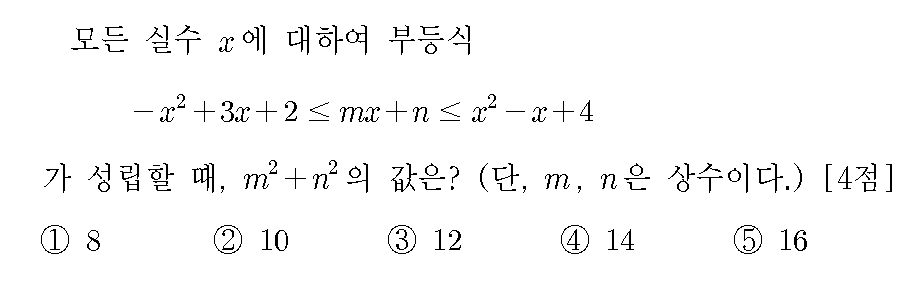 모든 실수 x에 대하여 부등식
-x²+3x+2 ≤ mx+n ≤ x²-x+4
가 성립할 때, m²+n²의 값은? (단, m, n은 상수이다.) [4점]
① 8 ② 10 ③ 12 ④ 14 ⑤ 16